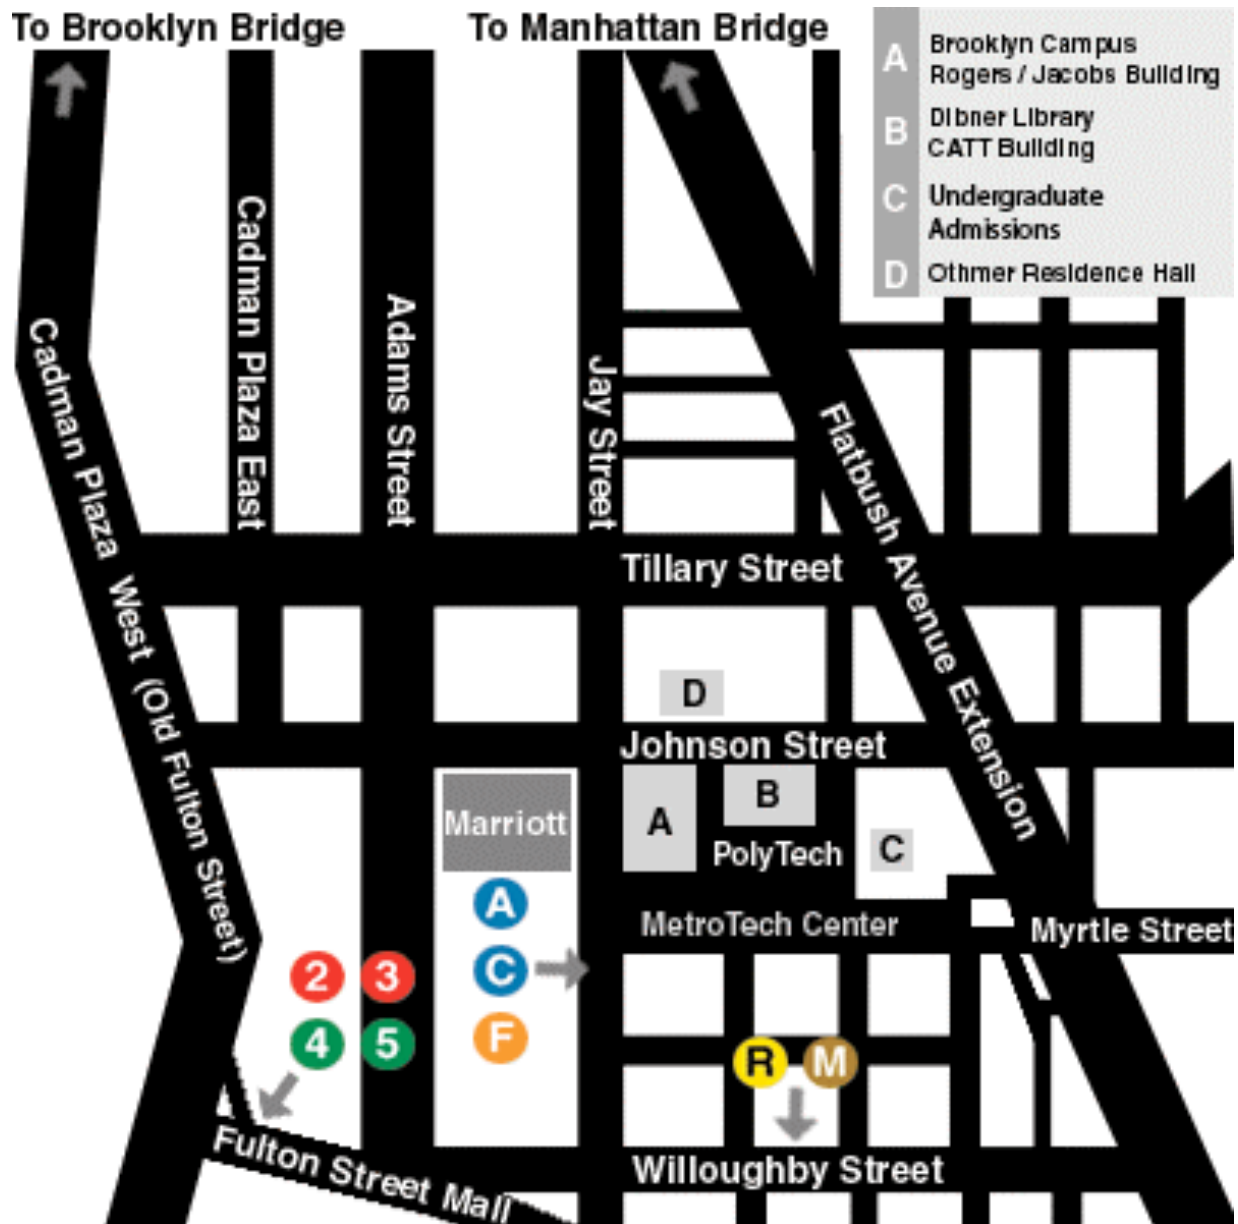 To Brooklyn Bridge
To Manhattan Bridge
A
Brooklyn Campus
Rogers / Jacobs Building
B
Dibner Library
CATT Building
C
Undergraduate
Admissions
D
Othmer Residence Hall
Cadman Plaza West (Old Fulton Street)
Cadman Plaza East
Adams Street
Jay Street
Flatbush Avenue Extension
Tillary Street
D
Johnson Street
Marriott
A
B
PolyTech
C
A
MetroTech Center
Myrtle Street
2
3
C
4
5
F
R
M
Fulton Street Mall
Willoughby Street